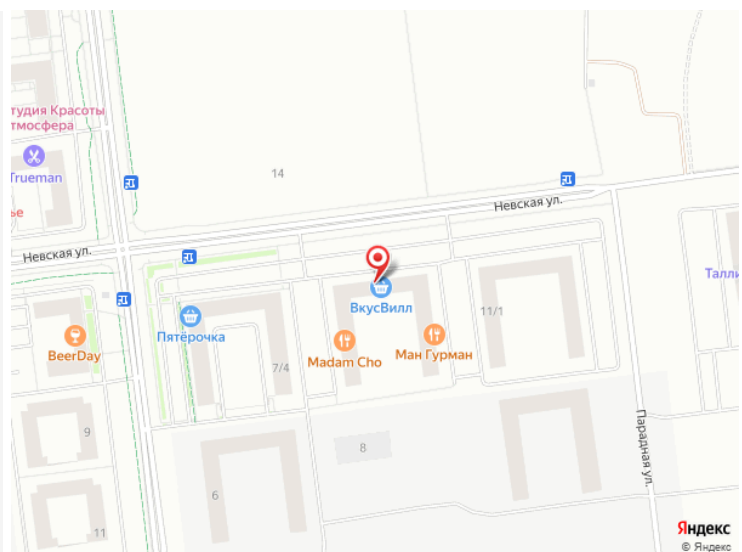 тудия Красоты
тмосфера
Trueman
ье
14
Невская ул.
Невская ул.
ВкусВилл
11/1
Талли
Пятёрочка
BeerDay
7/4
Madam Cho
Ман Гурман
9
8
Парадная ул.
6
11
Яндекс
© Яндекс